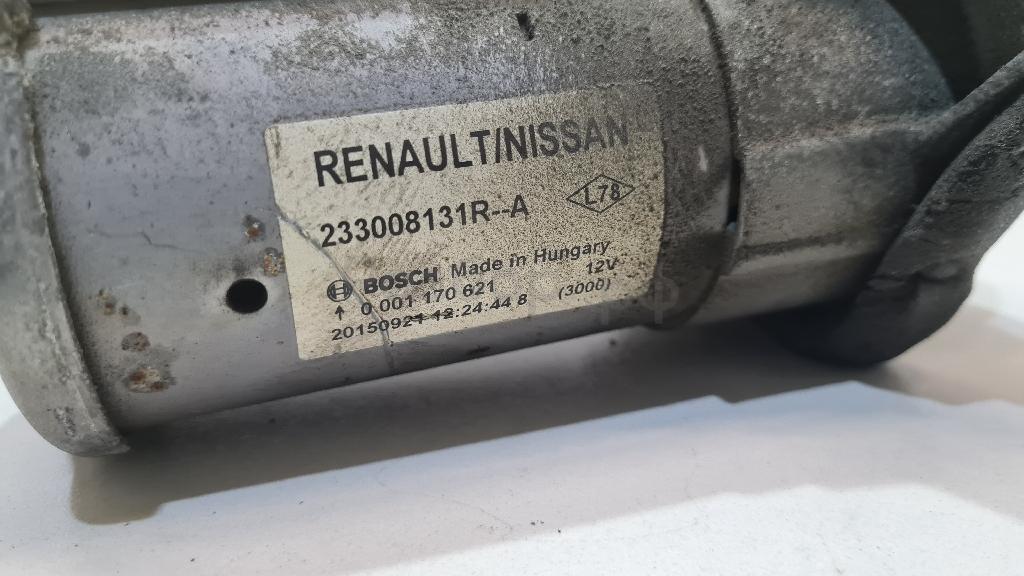 RENAULT/NISSAN
233008131R--A
L78
BOSCH Made in Hungary
0 001 170 621 12V
20150921 12:24:44 8 (3000)